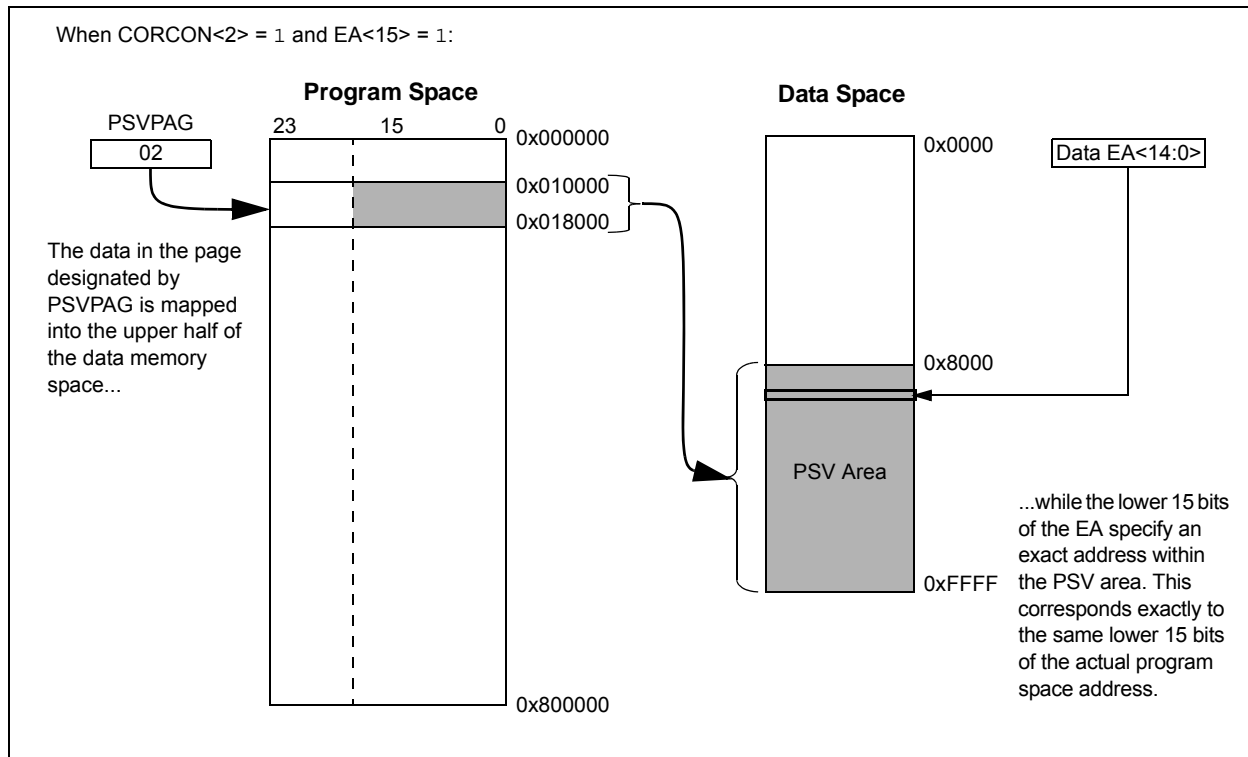 When CORCON<2> = 1 and EA<15> = 1:
Program Space
Data Space
PSVPAG
02
23
15
0
0x000000
0x010000
0x018000
0x800000
The data in the page
designated by
PSVPAG is mapped
into the upper half of
the data memory
space...
0x0000
Data EA<14:0>
0x8000
PSV Area
0xFFFF
...while the lower 15 bits
of the EA specify an
exact address within
the PSV area. This
corresponds exactly to
the same lower 15 bits
of the actual program
space address.